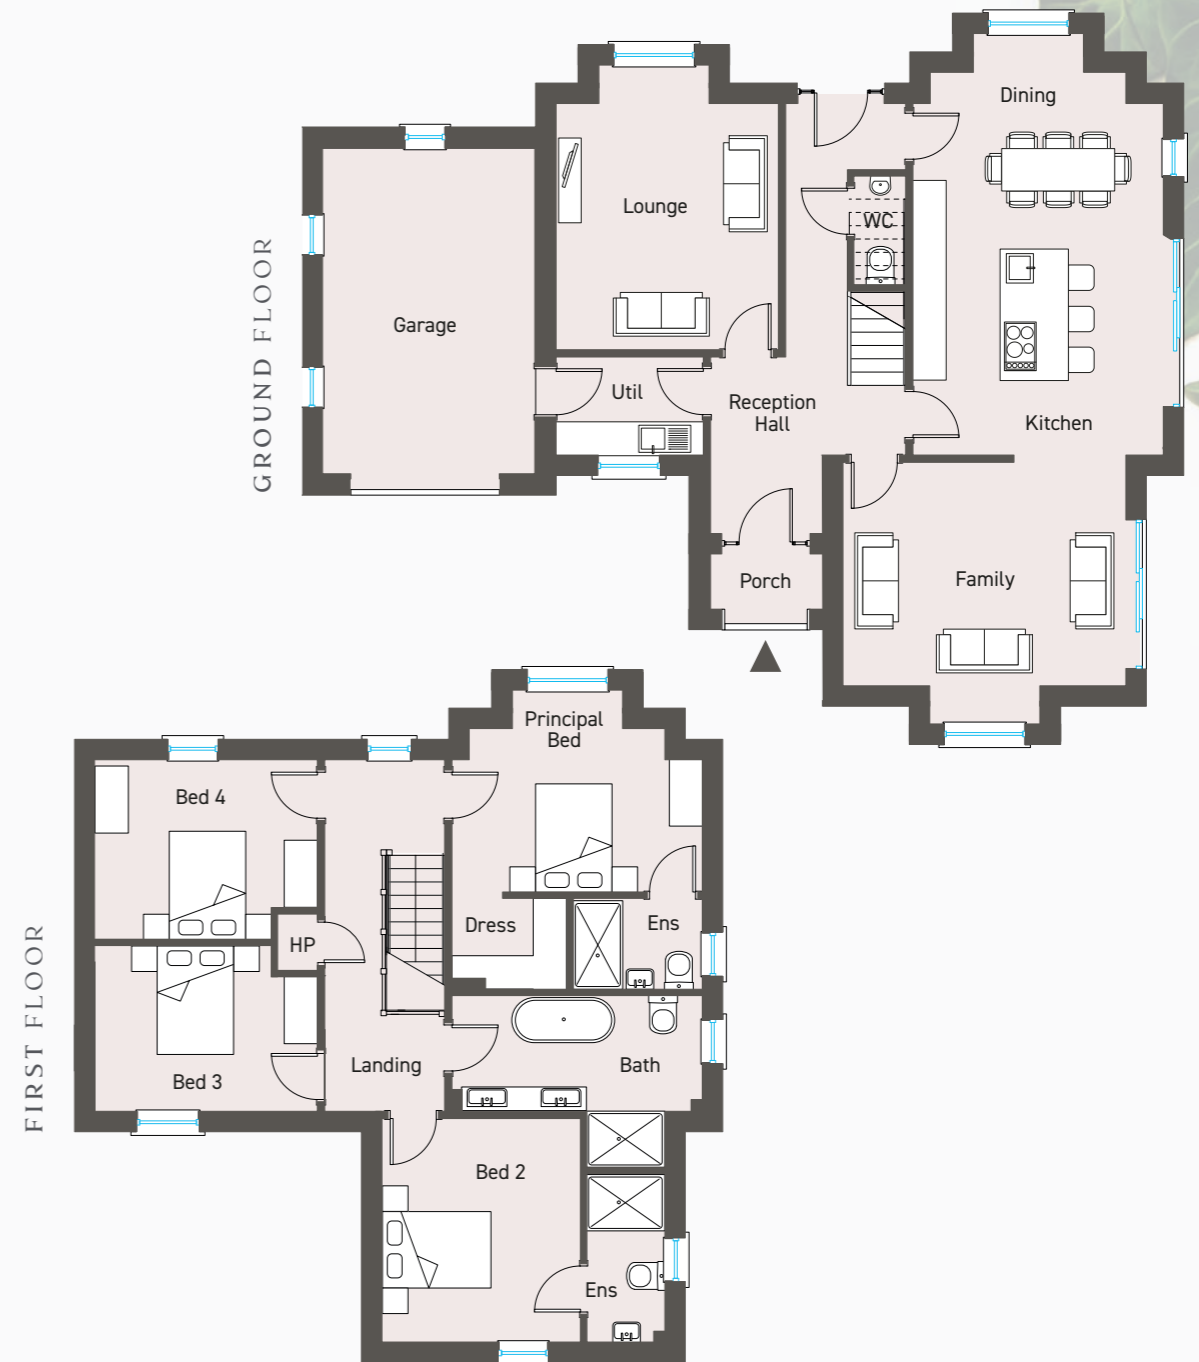 GROUND FLOOR
Dining
Lounge
WC
Garage
Util
Reception
Hall
Kitchen
Porch
Family
FIRST FLOOR
Principal
Bed
Bed 4
Dress
Ens
HP
Landing
Bath
Bed 3
Bed 2
Ens